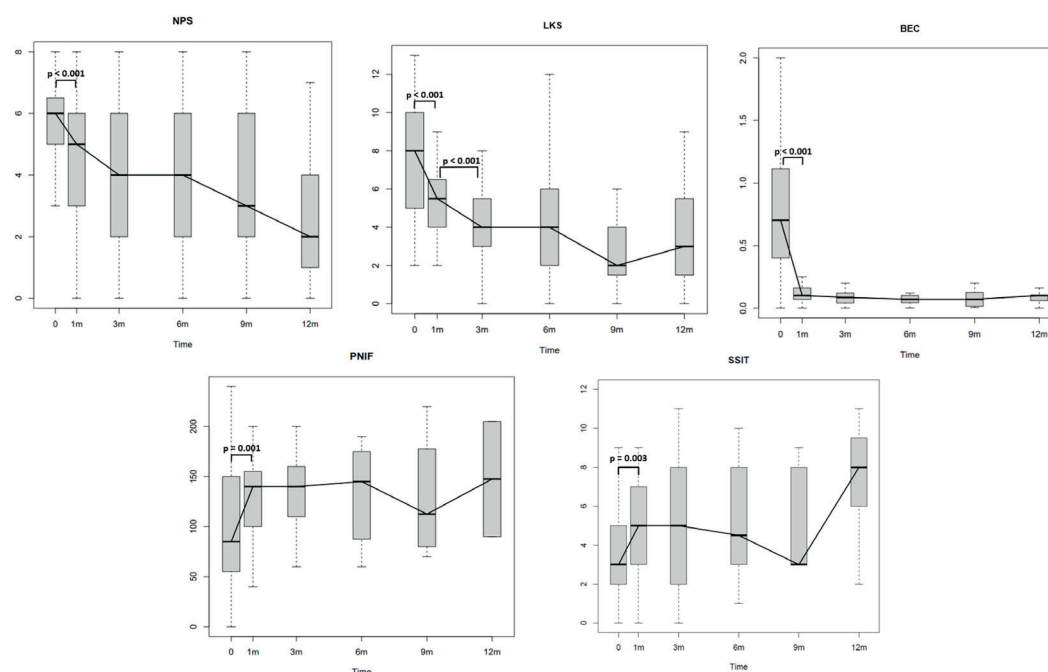 NPS
8
6
4
2
0
p < 0.001
0 1m 3m 6m 9m 12m
Time
LKS
12
10
8
6
4
2
0
p < 0.001
p < 0.001
0 1m 3m 6m 9m 12m
Time
BEC
2.0
1.5
1.0
0.5
0.0
p < 0.001
0 1m 3m 6m 9m 12m
Time
PNIF
200
150
100
50
0
p = 0.001
0 1m 3m 6m 9m 12m
Time
SSIT
12
10
8
6
4
2
0
p = 0.003
0 1m 3m 6m 9m 12m
Time